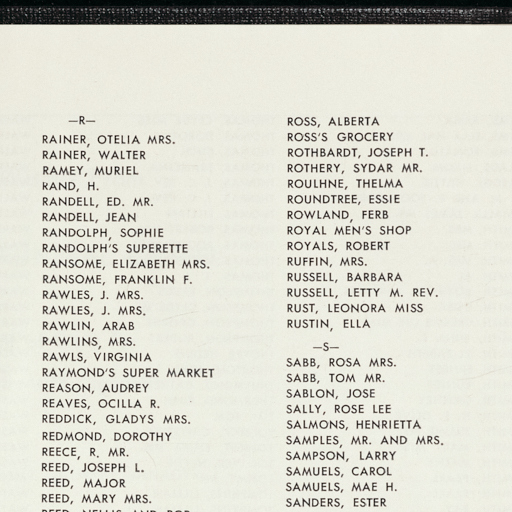 —R—
RAINER, OTELIA MRS.
RAINER, WALTER
RAMEY, MURIEL
RAND, H.
RANDELL, ED. MR.
RANDELL, JEAN
RANDOLPH, SOPHIE
RANDOLPH'S SUPERETTE
RANSOME, ELIZABETH MRS.
RANSOME, FRANKLIN F.
RAWLES, J. MRS.
RAWLES, J. MRS.
RAWLIN, ARAB
RAWLINS, MRS.
RAWLS, VIRGINIA
RAYMOND'S SUPER MARKET
REASON, AUDREY
REAVES, OCILLA R.
REDDICK, GLADYS MRS.
REDMOND, DOROTHY
REECE, R. MR.
REED, JOSEPH L.
REED, MAJOR
REED, MARY MRS.
REED, NELLIS AND BOB
ROSS, ALBERTA
ROSS'S GROCERY
ROTHBARDT, JOSEPH T.
ROTHERY, SYDAR MR.
ROULHNE, THELMA
ROUNDTREE, ESSIE
ROWLAND, FERB
ROYAL MEN'S SHOP
ROYALS, ROBERT
RUFFIN, MRS.
RUSSELL, BARBARA
RUSSELL, LETTY M. REV.
RUST, LEONORA MISS
RUSTIN, ELLA
—S—
SABB, ROSA MRS.
SABB, TOM MR.
SABLON, JOSE
SALLY, ROSE LEE
SALMONS, HENRIETTA
SAMPLES, MR. AND MRS.
SAMPSON, LARRY
SAMUELS, CAROL
SAMUELS, MAE H.
SANDERS, ESTER